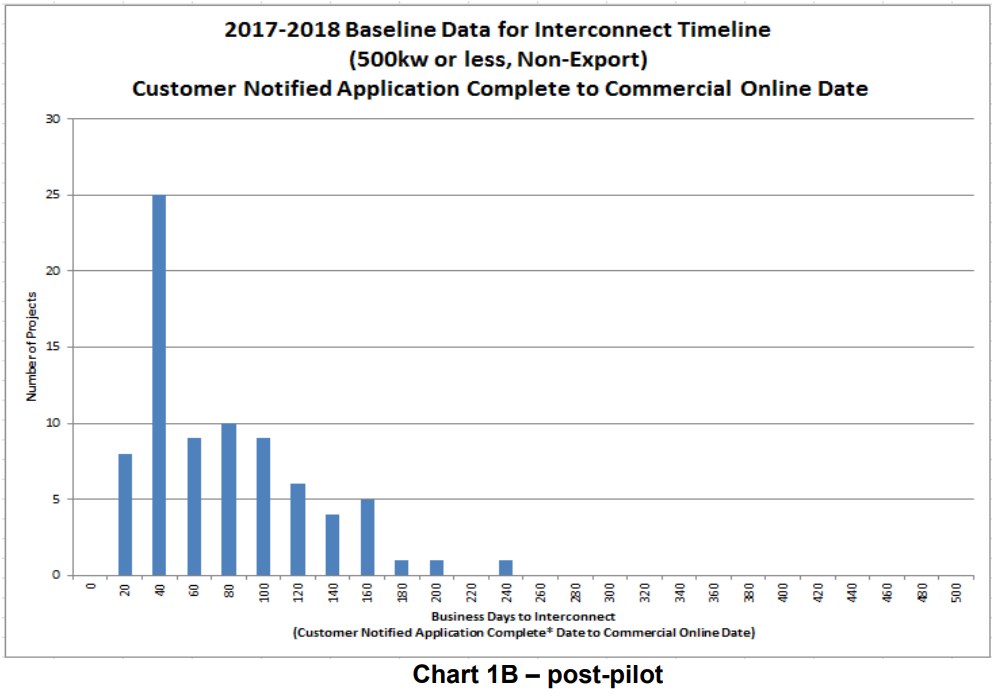 2017-2018 Baseline Data for Interconnect Timeline
(500kw or less, Non-Export)
Customer Notified Application Complete to Commercial Online Date
30
25
20
15
10
5
0
Number of Projects
0 20 40 60 80 100 120 140 160 180 200 220 240 260 280 300 320 340 360 380 400 420 440 460 480 500
Business Days to Interconnect
(Customer Notified Application Complete* Date to Commercial Online Date)
Chart 1B – post-pilot